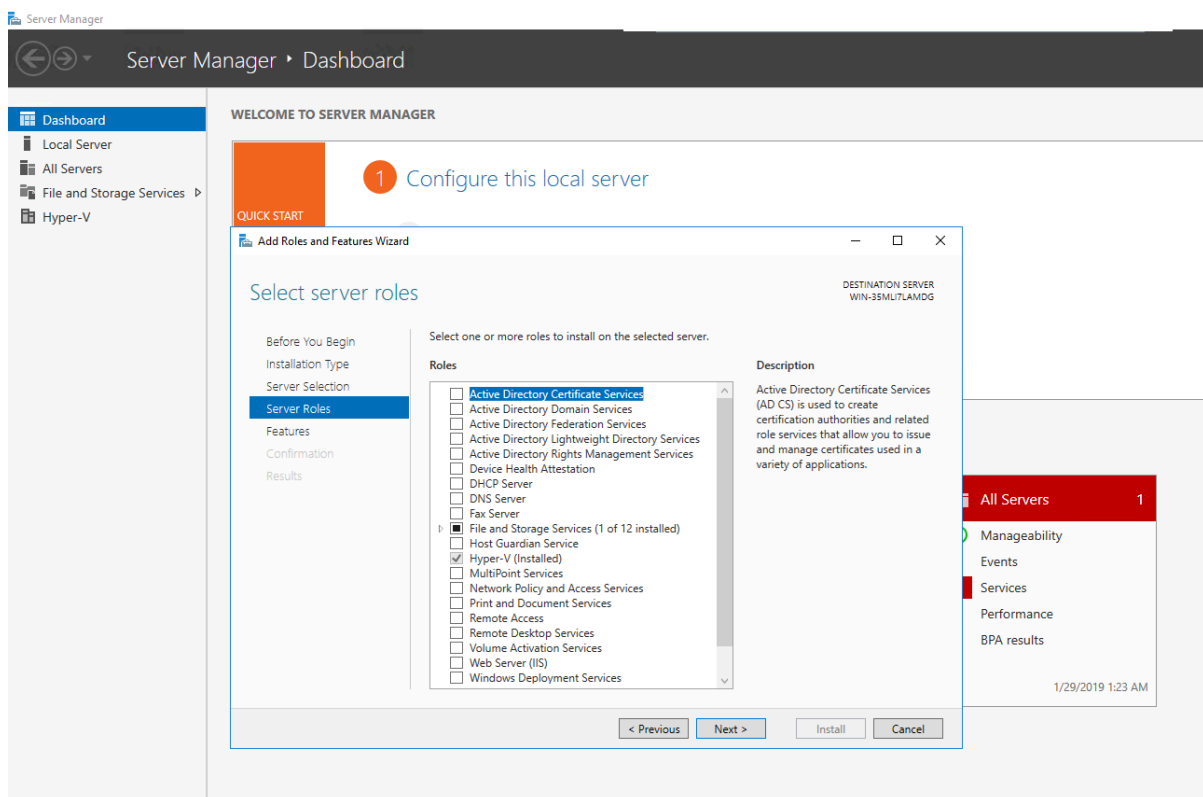 Server Manager
Server Manager ‣ Dashboard
Dashboard
Local Server
All Servers
File and Storage Services
Hyper-V
WELCOME TO SERVER MANAGER
QUICK START
1 Configure this local server
Add Roles and Features Wizard
Select server roles
DESTINATION SERVER
WIN-35MLI7LAMDG
Before You Begin
Installation Type
Server Selection
Server Roles
Features
Confirmation
Results
Select one or more roles to install on the selected server.
Roles
Active Directory Certificate Services
Active Directory Domain Services
Active Directory Federation Services
Active Directory Lightweight Directory Services
Active Directory Rights Management Services
Device Health Attestation
DHCP Server
DNS Server
Fax Server
File and Storage Services (1 of 12 installed)
Host Guardian Service
Hyper-V (Installed)
MultiPoint Services
Network Policy and Access Services
Print and Document Services
Remote Access
Remote Desktop Services
Volume Activation Services
Web Server (IIS)
Windows Deployment Services
Description
Active Directory Certificate Services
(AD CS) is used to create
certification authorities and related
role services that allow you to issue
and manage certificates used in a
variety of applications.
< Previous
Next >
Install
Cancel
All Servers 1
Manageability
Events
Services
Performance
BPA results
1/29/2019 1:23 AM